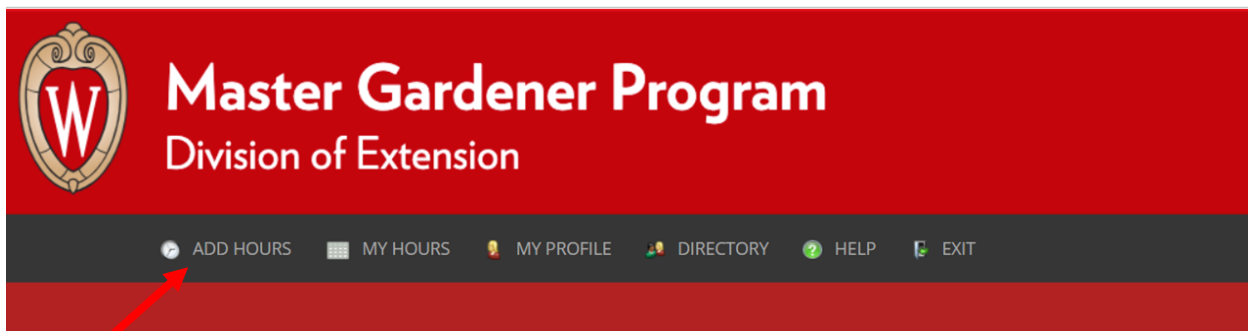 W
Master Gardener Program
Division of Extension
ADD HOURS MY HOURS MY PROFILE DIRECTORY ? HELP EXIT